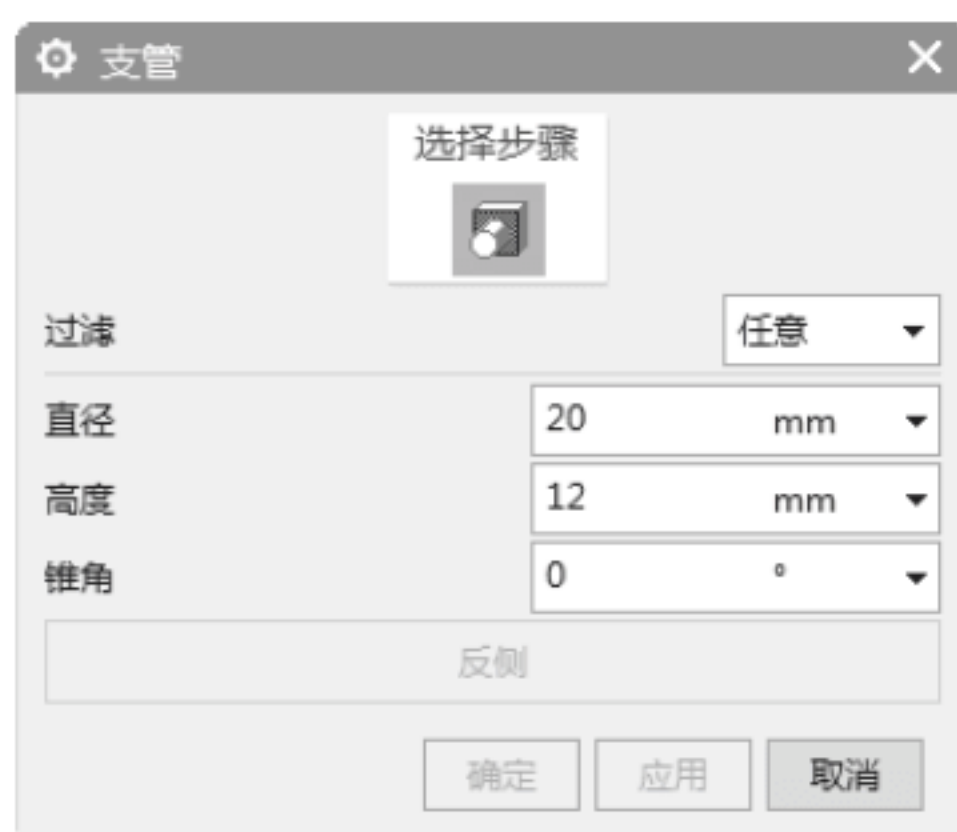 支管
选择步骤
过滤 任意
直径 20 mm
高度 12 mm
锥角 0 °
反侧
确定 应用 取消